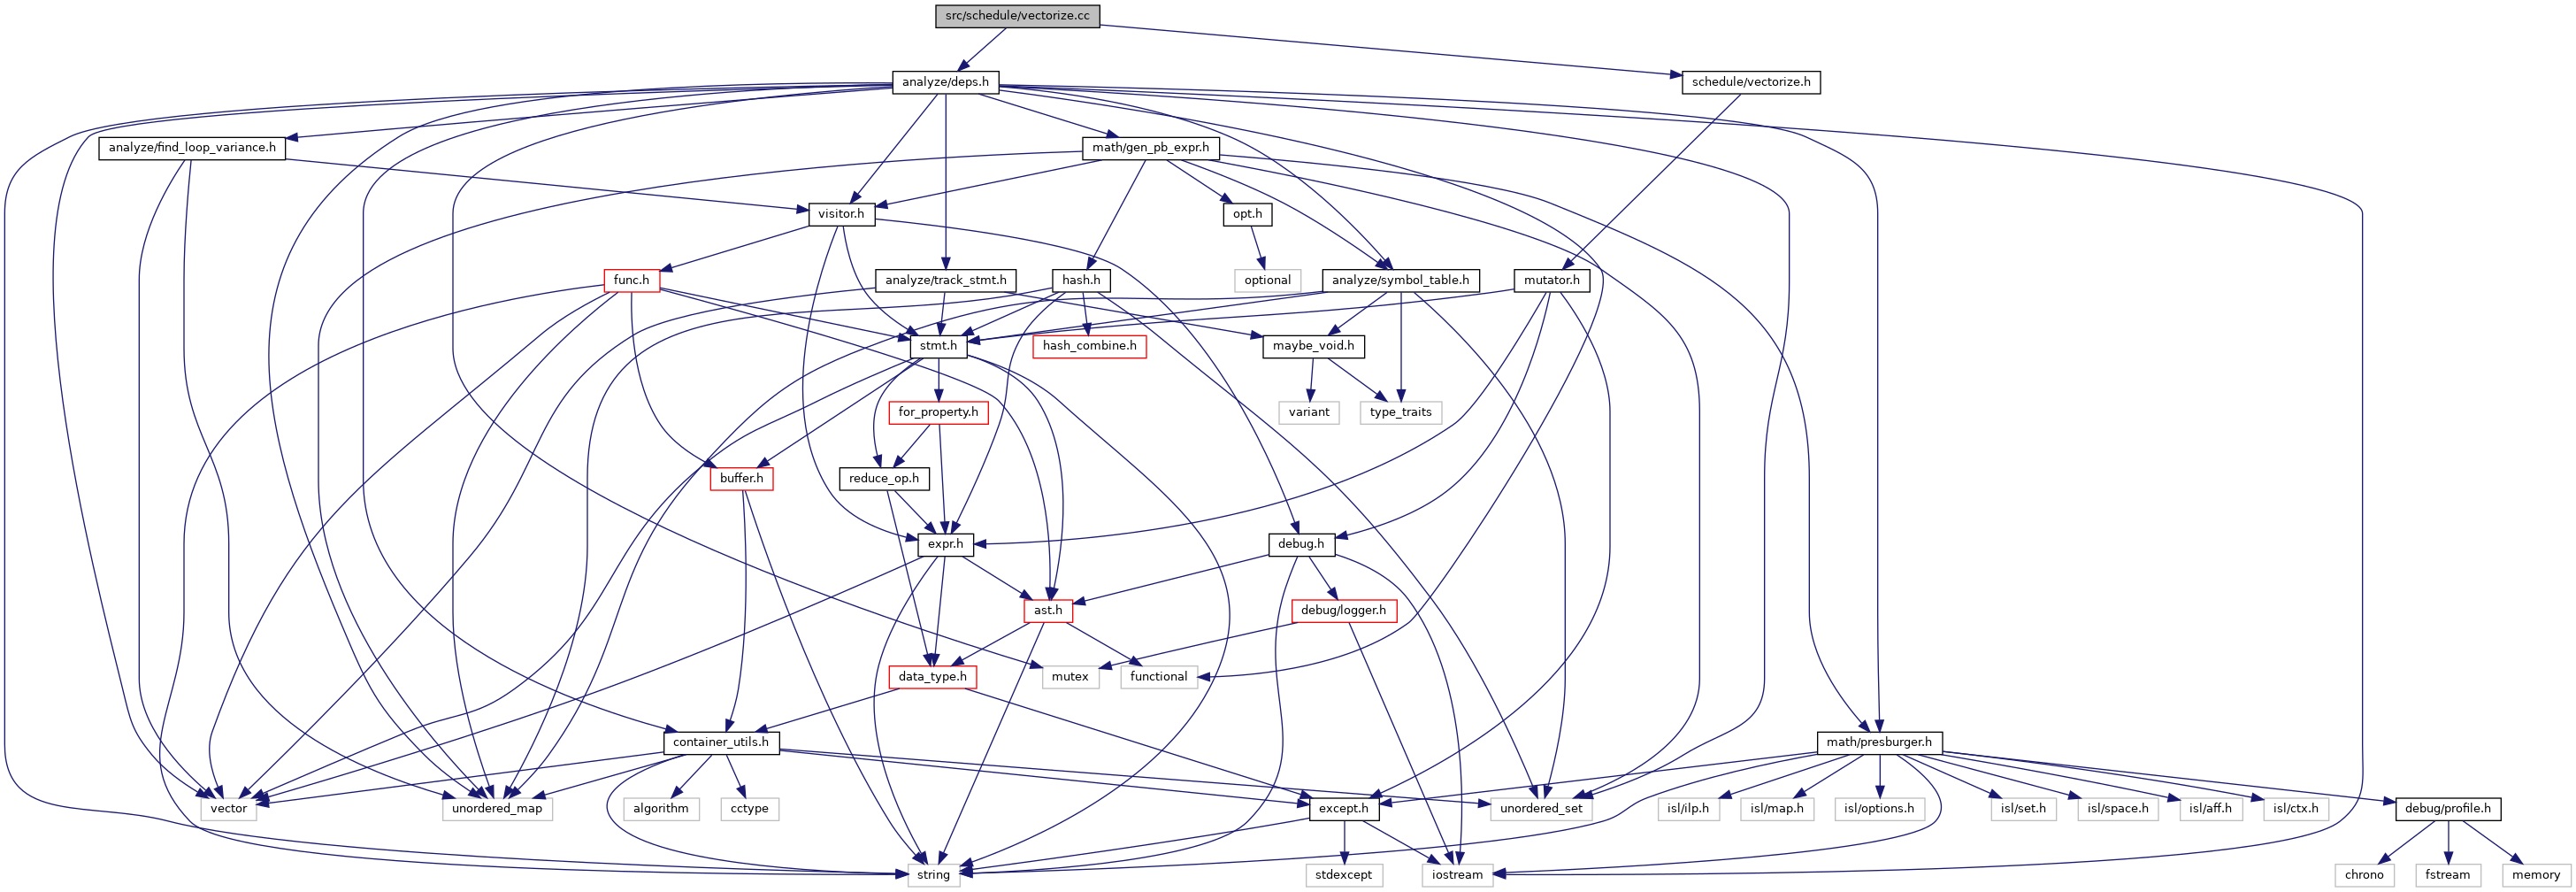 src/schedule/vectorize.cc
analyze/deps.h
schedule/vectorize.h
analyze/find_loop_variance.h
math/gen_pb_expr.h
visitor.h
opt.h
func.h
analyze/track_stmt.h
hash.h
optional
analyze/symbol_table.h
mutator.h
stmt.h
hash_combine.h
maybe_void.h
for_property.h
variant
type_traits
buffer.h
reduce_op.h
expr.h
debug.h
ast.h
debug/logger.h
data_type.h
mutex
functional
container_utils.h
math/presburger.h
vector
unordered_map
algorithm
cctype
except.h
unordered_set
isl/ilp.h
isl/map.h
isl/options.h
isl/set.h
isl/space.h
isl/aff.h
isl/ctx.h
debug/profile.h
string
stdexcept
iostream
chrono
fstream
memory